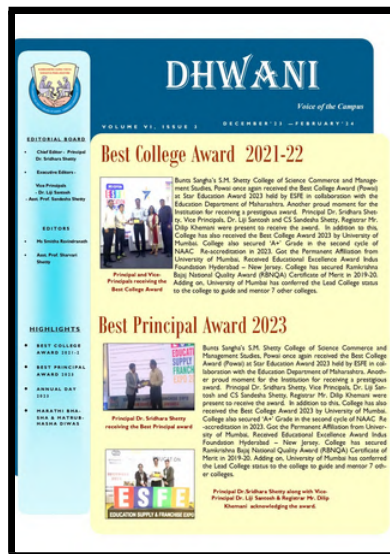 DHWANI
Voice of the Campus
VOLUME VI, ISSUE 3
DECEMBER'23 —FEBRUARY'24
EDITORIAL BOARD
Chief Editor - Principal
Dr. Sridhara Shetty
Executive Editors -
Vice Principals
- Dr. Liji Santosh
- Asst. Prof. Sandesha Shetty
EDITORS
Ms Smitha Ravindranath
Asst. Prof. Sharvari
Shetty
HIGHLIGHTS
BEST COLLEGE
AWARD 2021-2
BEST PRINCIPAL
AWARD 2023
ANNUAL DAY
2023
MARATHI BHA-
SHA & MATRUB-
HASHA DIWAS
Best College Award 2021-22
Principal and Vice-
Principals receiving the
Best College Award
Bunts Sangha's S.M. Shetty College of Science Commerce and Manage-
ment Studies, Powai once again received the Best College Award (Powai)
at Star Education Award 2023 held by ESFE in collaboration with the
Education Department of Maharashtra. Another proud moment for the
Institution for receiving a prestigious award. Principal Dr. Sridhara Shet-
ty, Vice Principals, Dr. Liji Santosh and CS Sandesha Shetty, Registrar Mr.
Dilip Khemani were present to receive the award. In addition to this,
College has also received the Best College Award 2023 by University of
Mumbai. College also secured 'A+' Grade in the second cycle of
NAAC Re-accreditation in 2023. Got the Permanent Affiliation from
University of Mumbai, Received Educational Excellence Award Indus
Foundation Hyderabad – New Jersey. College has secured Ramkrishna
Bajaj National Quality Award (RBNQA) Certificate of Merit in 2019-20.
Adding on, University of Mumbai has conferred the Lead College status
to the college to guide and mentor 7 other colleges.
Best Principal Award 2023
Principal Dr. Sridhara Shetty
receiving the Best Principal award
EDUCATI
SUPPLY
FRANCH
EXPO
ESFE
EDUCATION SUPPLY & FRANCHISE EXPO
Bunts Sangha's S.M. Shetty College of Science Commerce and
Management Studies, Powai once again received the Best College
Award (Powai) at Star Education Award 2023 held by ESFE in col-
laboration with the Education Department of Maharashtra. Anoth-
er proud moment for the Institution for receiving a prestigious
award. Principal Dr. Sridhara Shetty, Vice Principals, Dr. Liji San-
tosh and CS Sandesha Shetty, Registrar Mr. Dilip Khemani were
present to receive the award. In addition to this, College has also
received the Best College Award 2023 by University of Mumbai.
College also secured 'A+' Grade in the second cycle of NAAC Re
-accreditation in 2023. Got the Permanent Affiliation from Univer-
sity of Mumbai, Received Educational Excellence Award Indus
Foundation Hyderabad – New Jersey. College has secured
Ramkrishna Bajaj National Quality Award (RBNQA) Certificate of
Merit in 2019-20. Adding on, University of Mumbai has conferred
the Lead College status to the college to guide and mentor 7 oth-
er colleges.
Principal Dr.Sridhara Shetty along with Vice-
Principal Dr. Liji Santosh & Registrar Mr. Dilip
Khemani acknowledging the award.